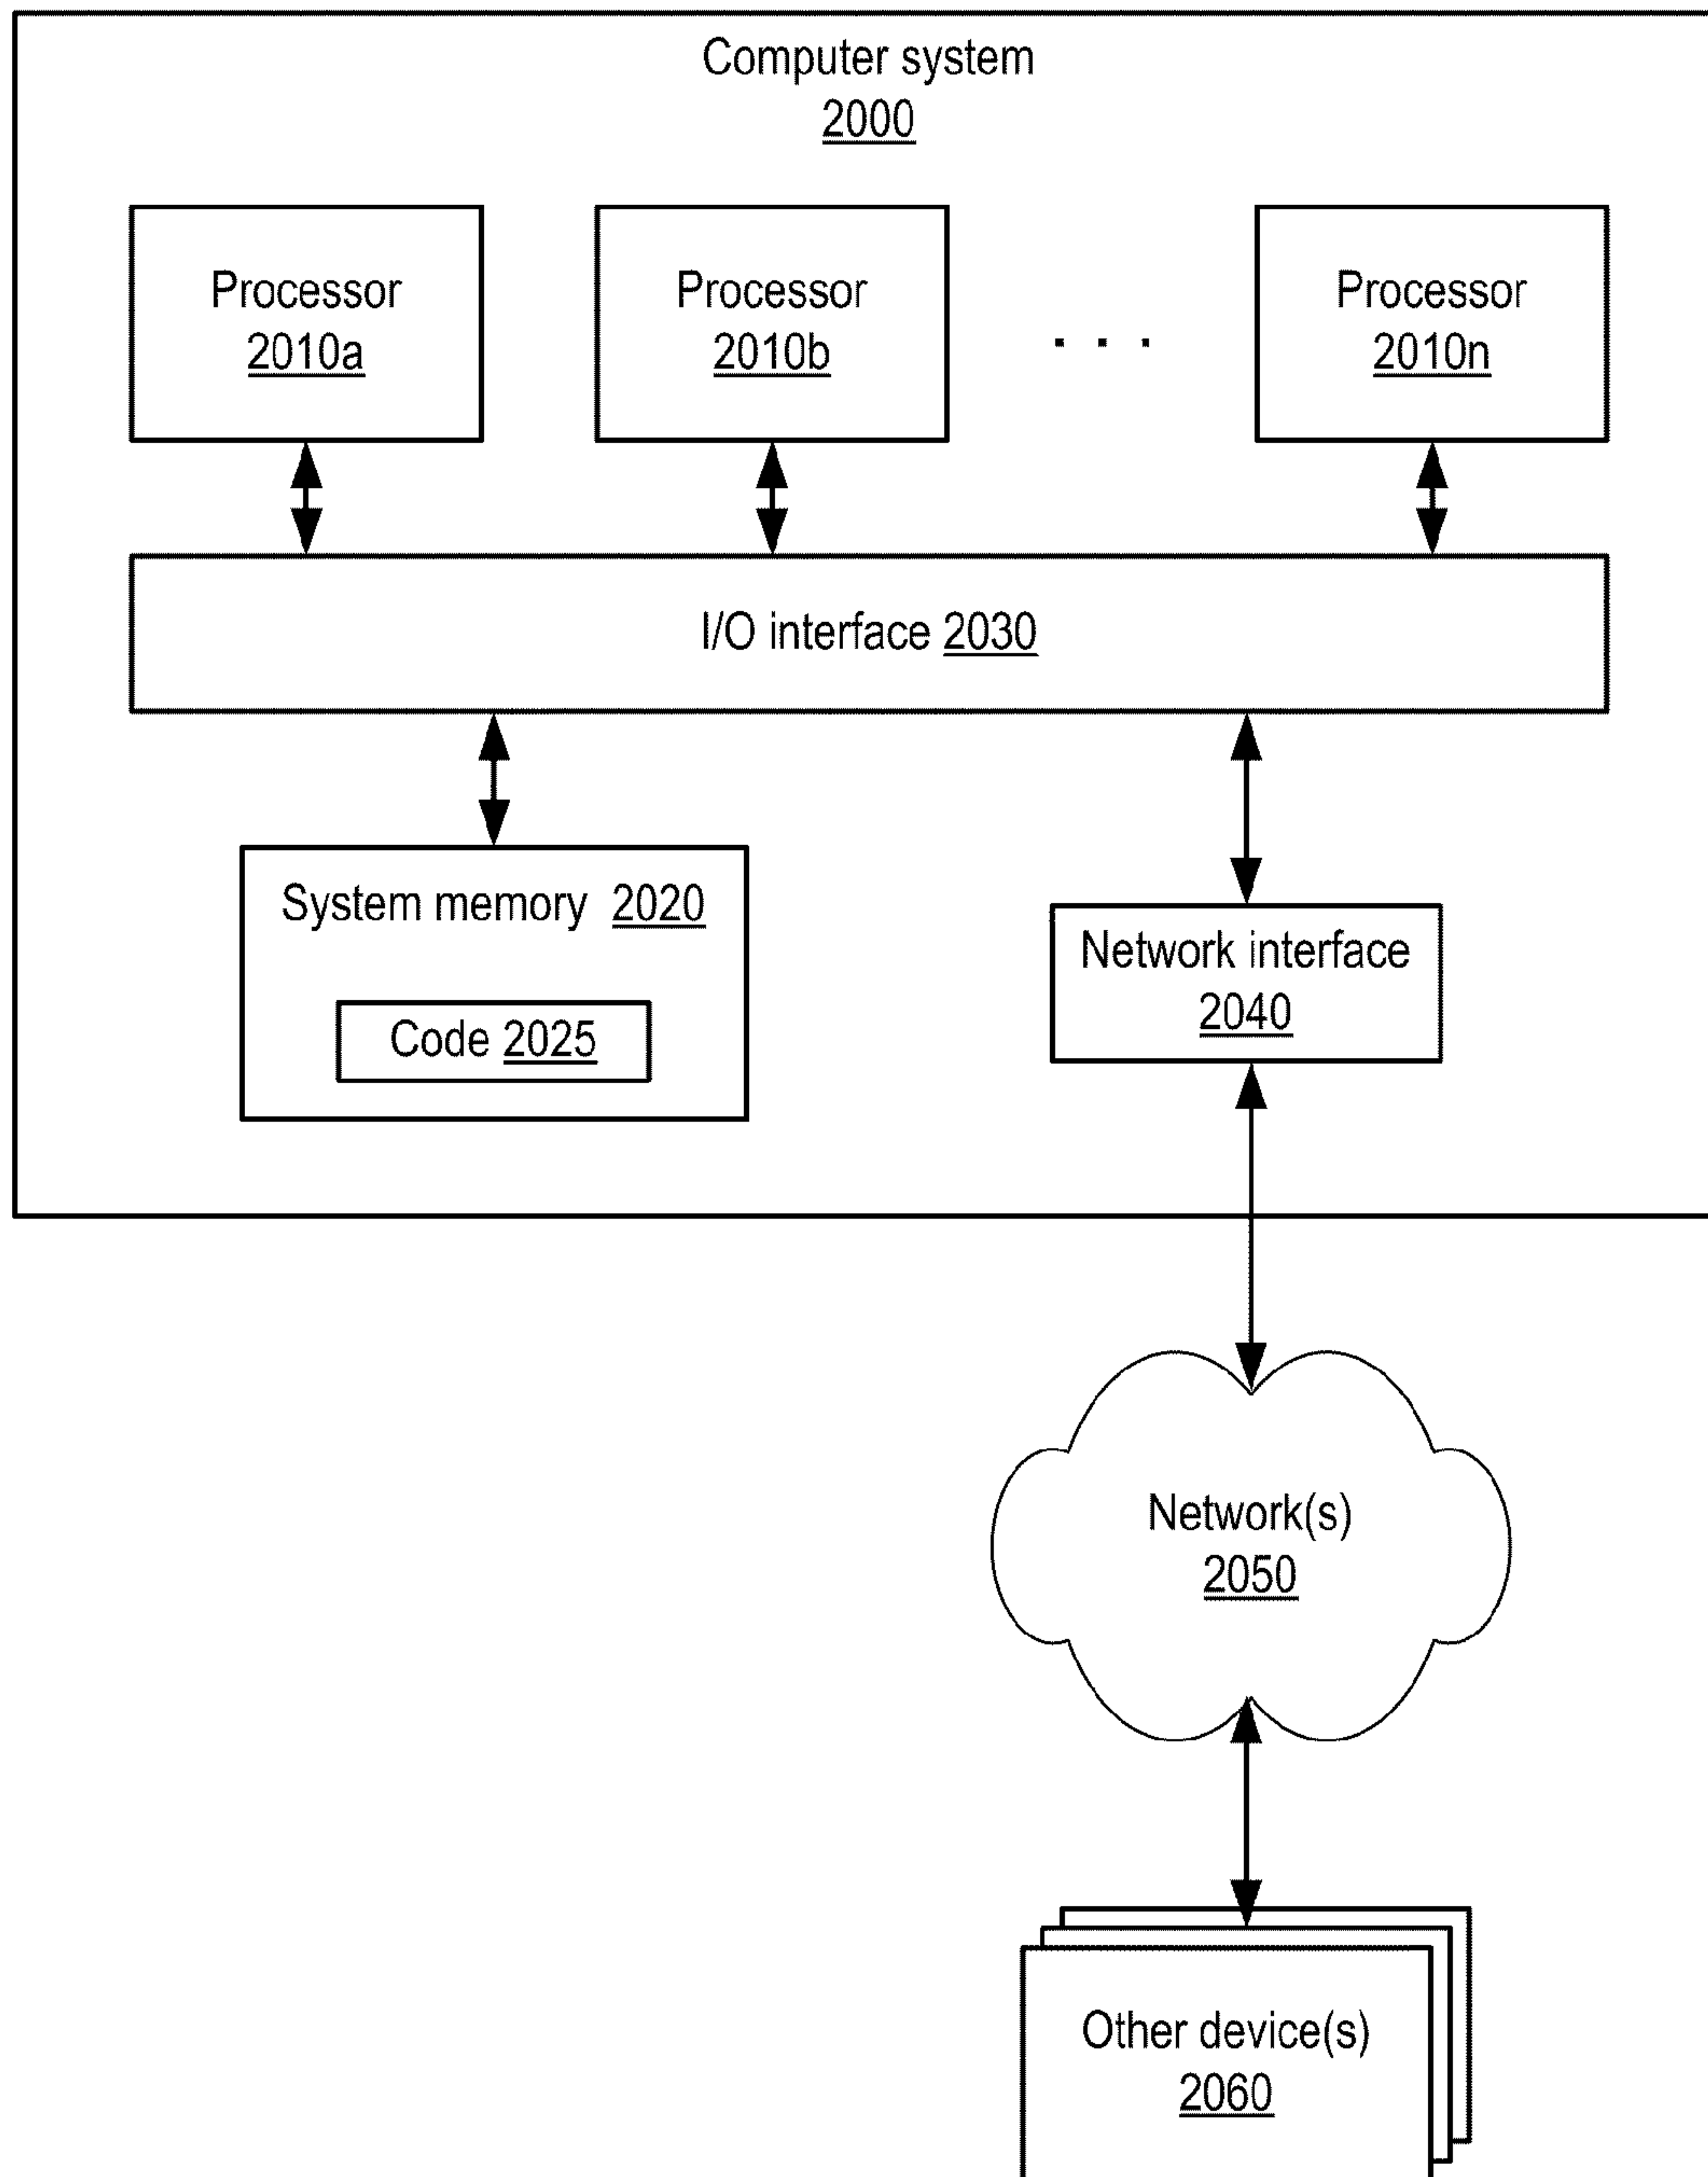 Computer system
2000
Processor
2010a
Processor
2010b
. . .
Processor
2010n
I/O interface 2030
System memory 2020
Code 2025
Network interface
2040
Network(s)
2050
Other device(s)
2060